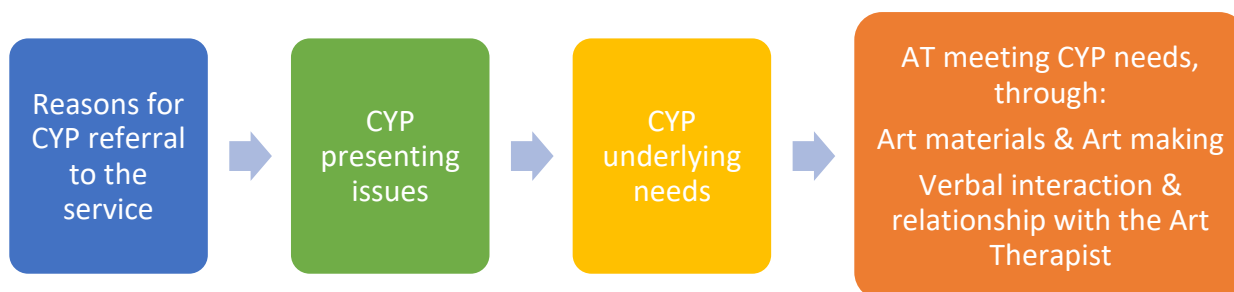 Reasons for
CYP referral
to the
service
CYP
presenting
issues
CYP
underlying
needs
AT meeting CYP needs,
through:
Art materials & Art making
Verbal interaction &
relationship with the Art
Therapist